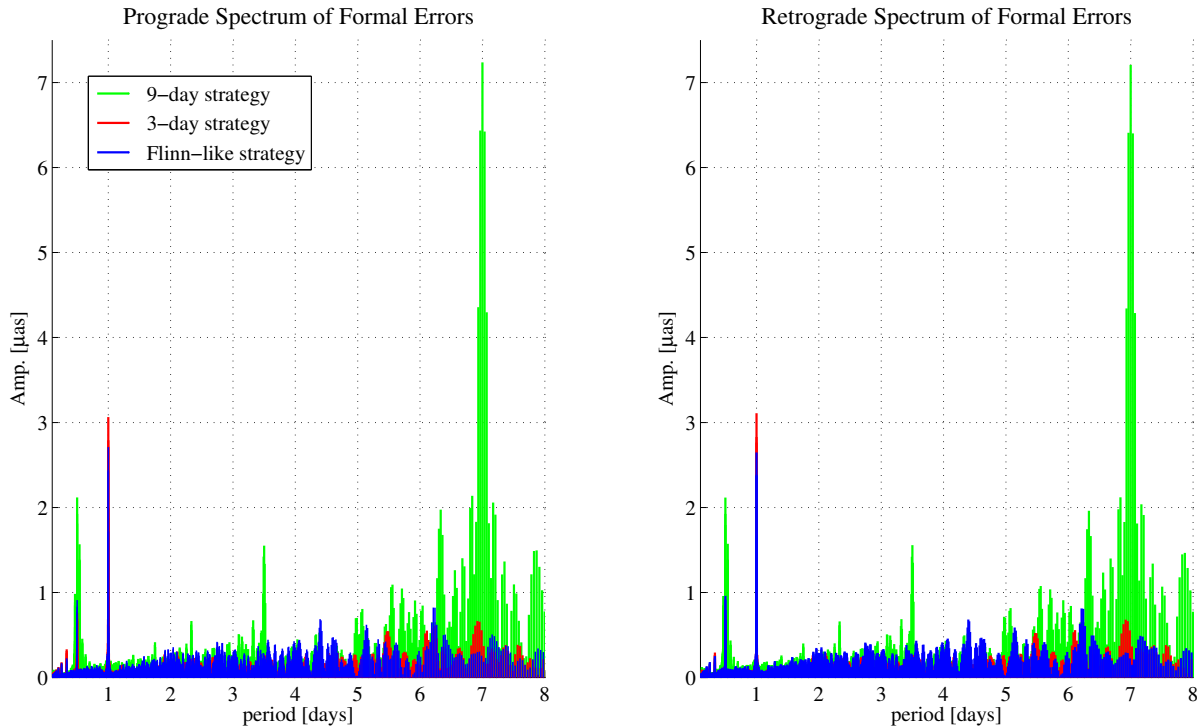 Prograde Spectrum of Formal Errors
7
6
5
4
3
2
1
0
Amp. [µas]
9−day strategy
3−day strategy
Flinn−like strategy
1 2 3 4 5 6 7 8
period [days]
Retrograde Spectrum of Formal Errors
7
6
5
4
3
2
1
0
Amp. [µas]
1 2 3 4 5 6 7 8
period [days]